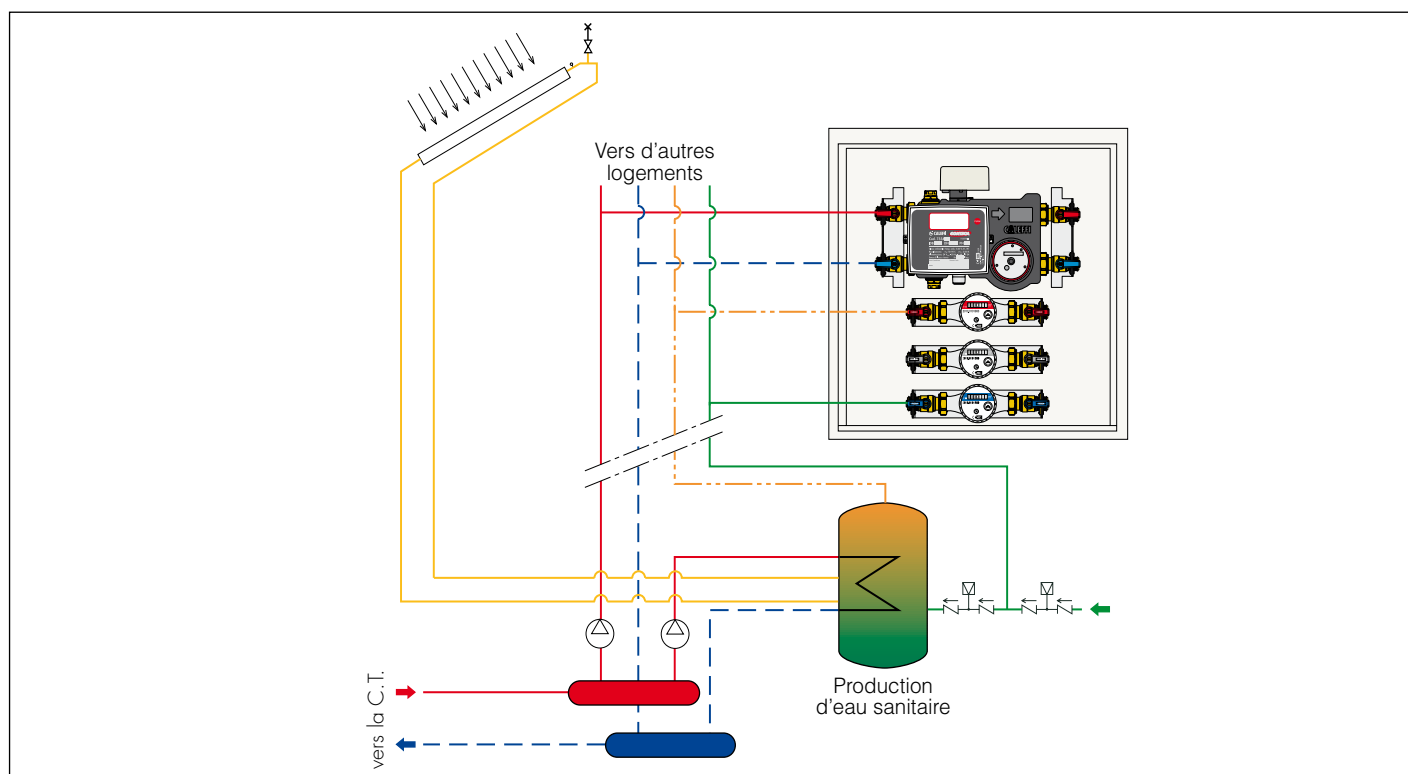 Vers d'autres
logements
CALEFFI
Production
d'eau sanitaire
vers la C.T.